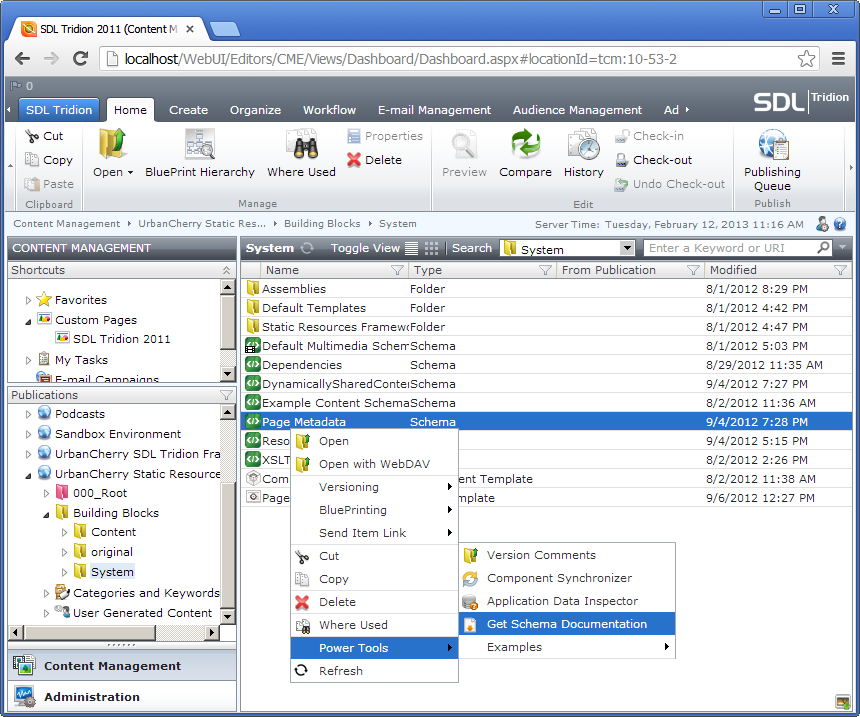 SDL Tridion 2011 (Content M
localhost/WebUI/Editors/CME/Views/Dashboard/Dashboard.aspx#locationId=tcm:10-53-2
0
SDL Tridion Home Create Organize Workflow E-mail Management Audience Management Ad
SDL Tridion
Cut
Copy
Paste
Clipboard
Open
BluePrint Hierarchy
Where Used
Properties
Delete
Manage
Preview
Compare
History
Check-in
Check-out
Undo Check-out
Edit
Publishing Queue
Publish
Content Management UrbanCherry Static Res... Building Blocks System
Server Time: Tuesday, February 12, 2013 11:16 AM
CONTENT MANAGEMENT
Shortcuts
Favorites
Custom Pages
SDL Tridion 2011
My Tasks
E-mail Campaigns
Publications
Podcasts
Sandbox Environment
UrbanCherry SDL Tridion Fra
UrbanCherry Static Resource
000_Root
Building Blocks
Content
original
System
Categories and Keywords
User Generated Content
Content Management
Administration
System Toggle View Search System Enter a Keyword or URI
Name Type From Publication Modified
Assemblies Folder 8/1/2012 8:29 PM
Default Templates Folder 8/1/2012 4:42 PM
Static Resources Framew Folder 8/1/2012 4:47 PM
Default Multimedia Schem Schema 8/1/2012 5:03 PM
Dependencies Schema 8/29/2012 11:35 AM
DynamicallySharedConte Schema 9/4/2012 7:27 PM
Example Content Schema Schema 8/2/2012 11:36 AM
Page Metadata Schema 9/4/2012 7:28 PM
Reso 9/4/2012 5:15 PM
XSLT 8/2/2012 2:26 PM
Com ent Template 8/2/2012 11:38 AM
Page mplate 9/6/2012 12:27 PM
Open
Open with WebDAV
Versioning
BluePrinting
Send Item Link
Cut
Copy
Delete
Where Used
Power Tools
Refresh
Version Comments
Component Synchronizer
Application Data Inspector
Get Schema Documentation
Examples